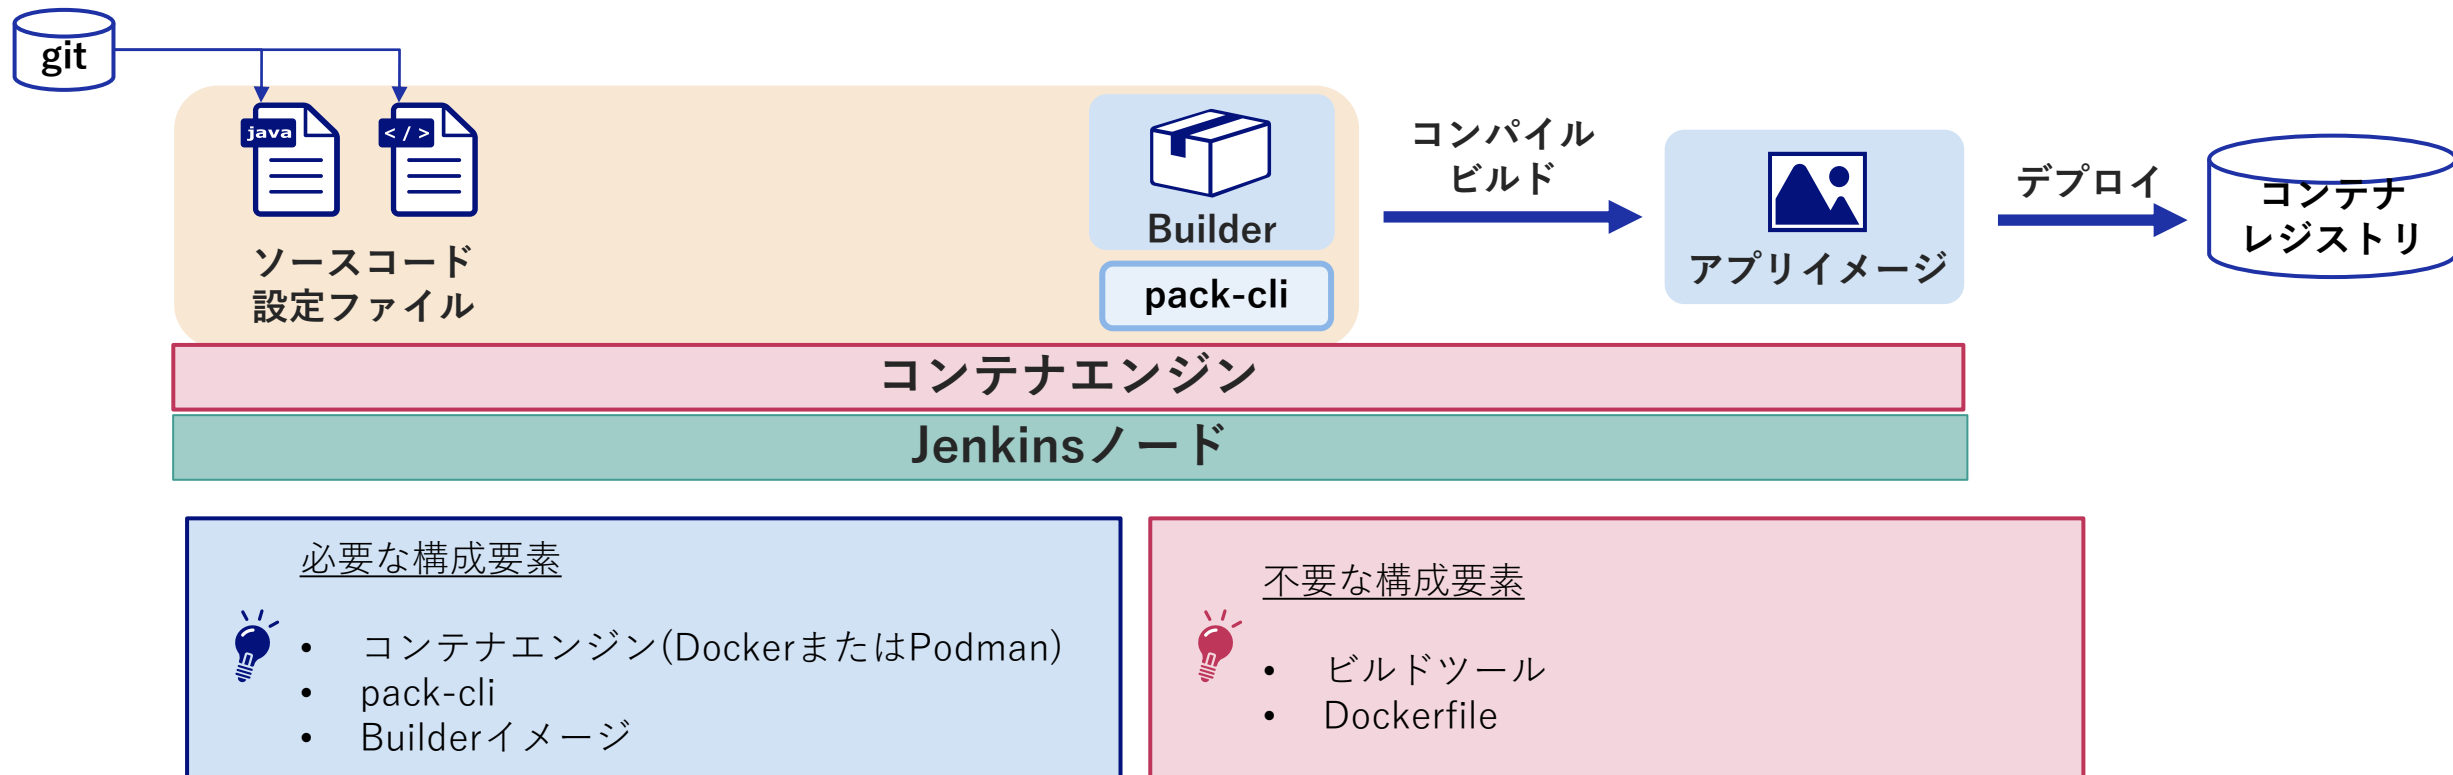 git
java
</>
ソースコード
設定ファイル
Builder
pack-cli
コンパイル
ビルド
アプリイメージ
デプロイ
コンテナ
レジストリ
コンテナエンジン
Jenkinsノード
必要な構成要素
• コンテナエンジン(DockerまたはPodman)
• pack-cli
• Builderイメージ
不要な構成要素
• ビルドツール
• Dockerfile